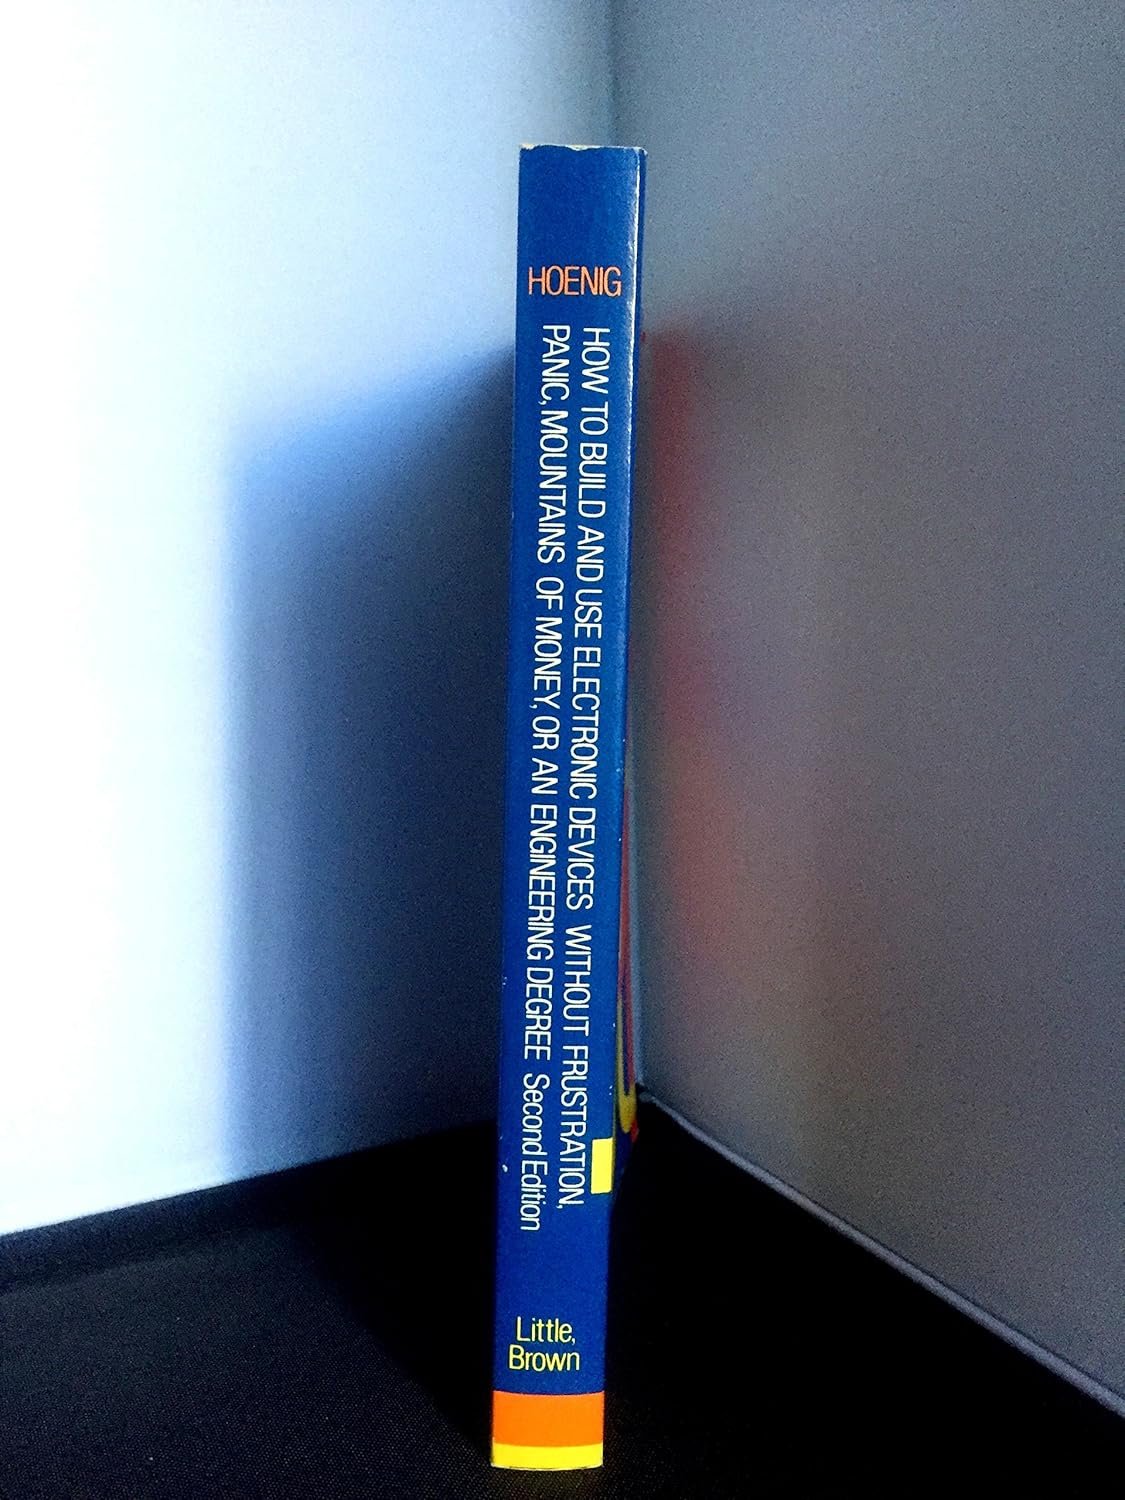 HOENIG
HOW TO BUILD AND USE ELECTRONIC DEVICES WITHOUT FRUSTRATION,
PANIC, MOUNTAINS OF MONEY, OR AN ENGINEERING DEGREE Second Edition
Little,
Brown